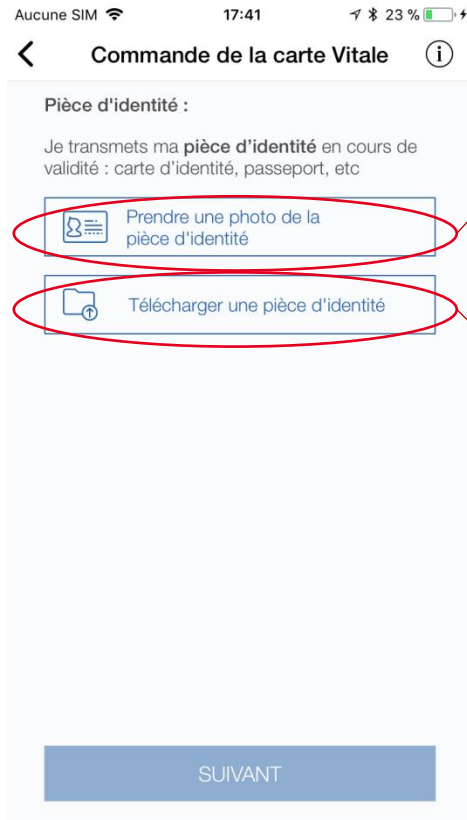 Aucune SIM 17:41 23 %
Commande de la carte Vitale i
Pièce d'identité :
Je transmets ma pièce d'identité en cours de
validité : carte d'identité, passeport, etc
Prendre une photo de la
pièce d'identité
Télécharger une pièce d'identité
SUIVANT